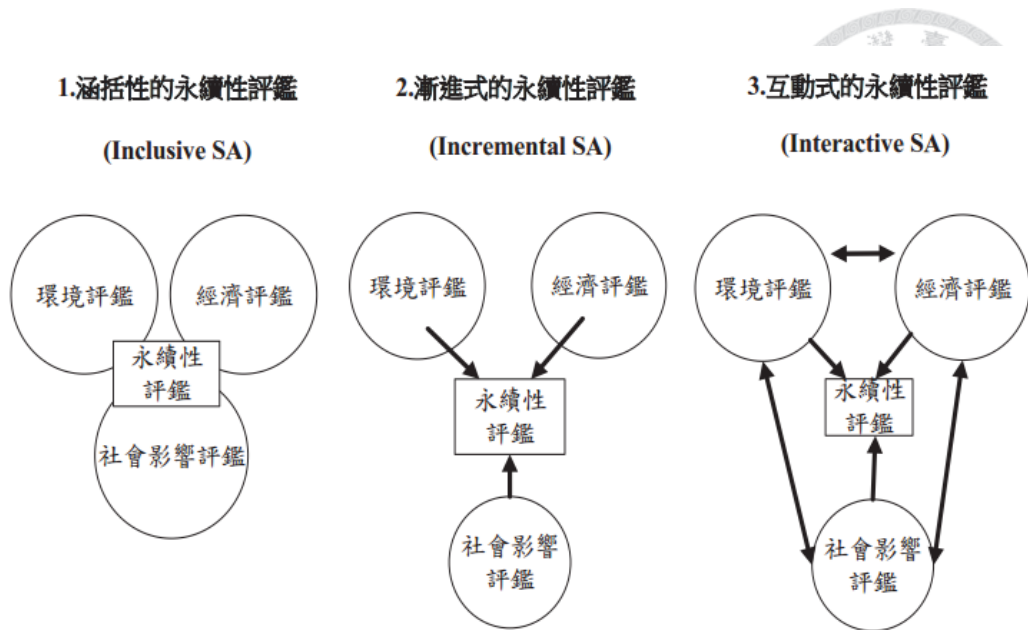 1.涵括性的永續性評鑑
(Inclusive SA)
環境評鑑
經濟評鑑
永續性
評鑑
社會影響評鑑
2.漸進式的永續性評鑑
(Incremental SA)
環境評鑑
經濟評鑑
永續性
評鑑
社會影響
評鑑
3.互動式的永續性評鑑
(Interactive SA)
環境評鑑
經濟評鑑
永續性
評鑑
社會影響
評鑑